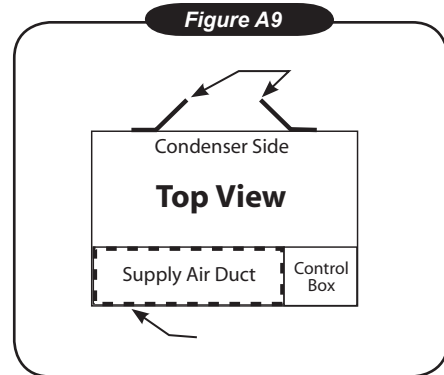 Figure A9
Condenser Side
Top View
Supply Air Duct
Control
Box